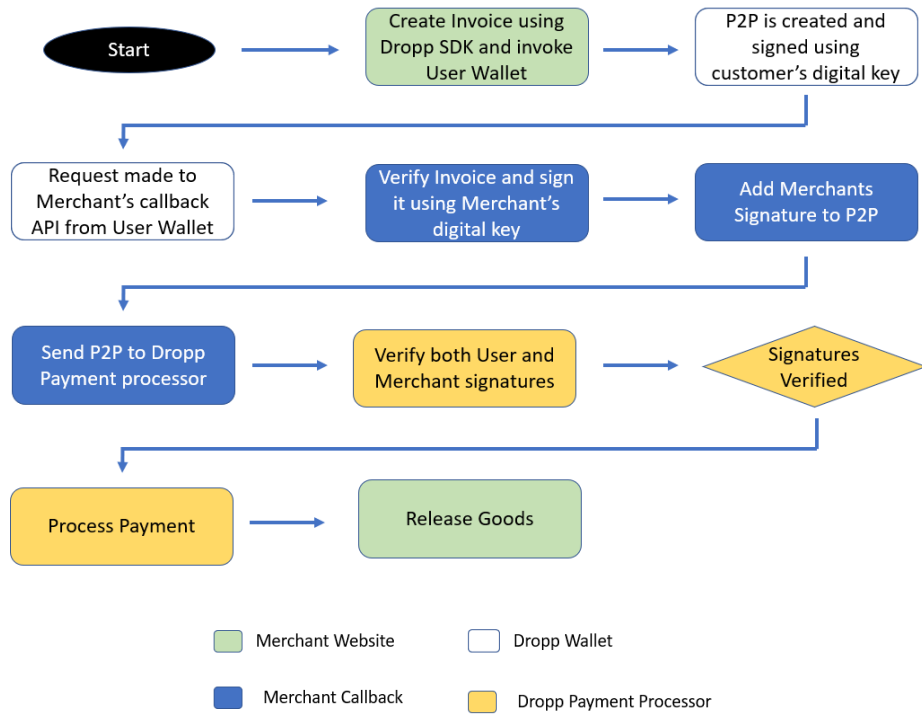 Start
Create Invoice using
Dropp SDK and invoke
User Wallet
P2P is created and
signed using
customer's digital key
Request made to
Merchant's callback
API from User Wallet
Verify Invoice and sign
it using Merchant's
digital key
Add Merchants
Signature to P2P
Send P2P to Dropp
Payment processor
Verify both User and
Merchant signatures
Signatures
Verified
Process Payment
Release Goods
Merchant Website
Dropp Wallet
Merchant Callback
Dropp Payment Processor